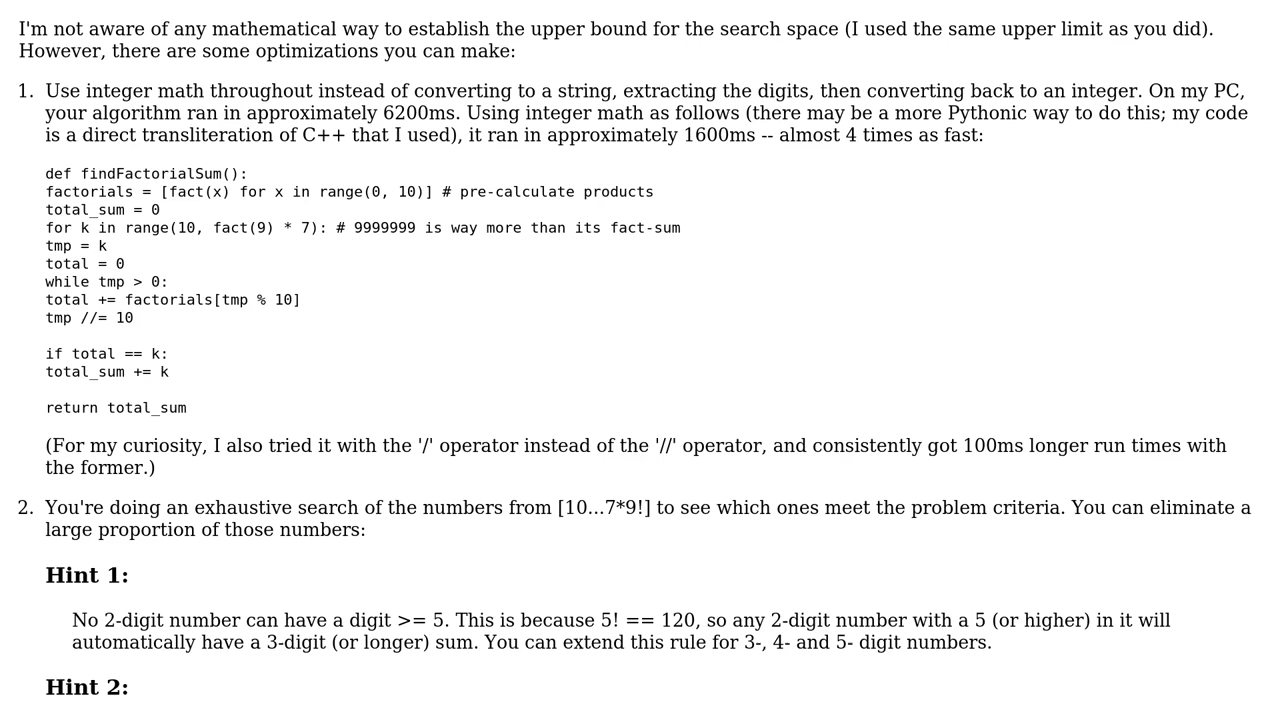 I'm not aware of any mathematical way to establish the upper bound for the search space (I used the same upper limit as you did).
However, there are some optimizations you can make:
1. Use integer math throughout instead of converting to a string, extracting the digits, then converting back to an integer. On my PC,
your algorithm ran in approximately 6200ms. Using integer math as follows (there may be a more Pythonic way to do this; my code
is a direct transliteration of C++ that I used), it ran in approximately 1600ms -- almost 4 times as fast:
def findFactorialSum():
factorials = [fact(x) for x in range(0, 10)] # pre-calculate products
total_sum = 0
for k in range(10, fact(9) * 7): # 9999999 is way more than its fact-sum
tmp = k
total = 0
while tmp > 0:
total += factorials[tmp % 10]
tmp //= 10
if total == k:
total_sum += k
return total_sum
(For my curiosity, I also tried it with the '/' operator instead of the '//' operator, and consistently got 100ms longer run times with
the former.)
2. You're doing an exhaustive search of the numbers from [10...7*9!] to see which ones meet the problem criteria. You can eliminate a
large proportion of those numbers:
Hint 1:
No 2-digit number can have a digit >= 5. This is because 5! == 120, so any 2-digit number with a 5 (or higher) in it will
automatically have a 3-digit (or longer) sum. You can extend this rule for 3-, 4- and 5- digit numbers.
Hint 2: